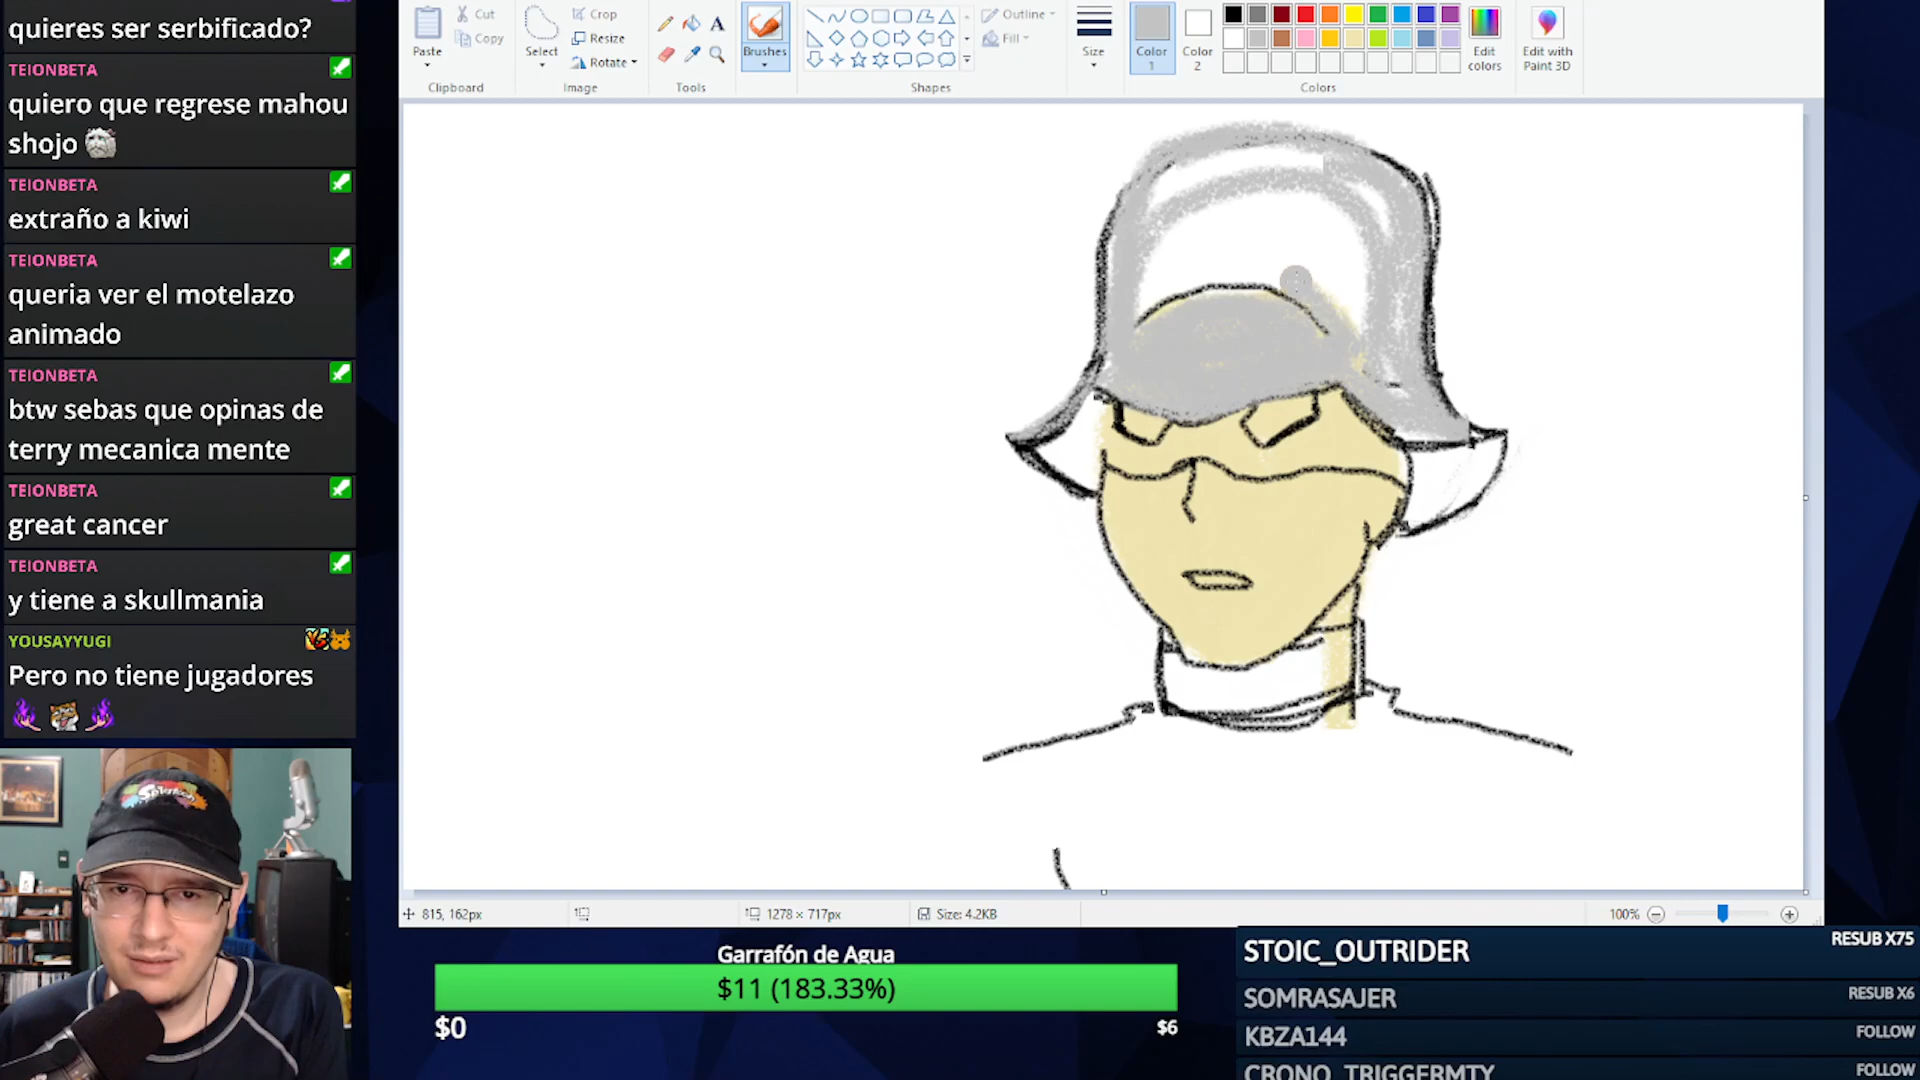 quieres ser serbificado?
TEIONBETA
quiero que regrese mahou
shojo
TEIONBETA
extraño a kiwi
TEIONBETA
queria ver el motelazo
animado
TEIONBETA
btw sebas que opinas de
terry mecanica mente
TEIONBETA
great cancer
TEIONBETA
y tiene a skullmania
YOUSAYYUGI
Pero no tiene jugadores
Paste
Cut
Copy
Clipboard
Select
Crop
Resize
Rotate
Image
A
Tools
Brushes
Outline
Fill
Shapes
Size
Color
1
Color
2
Edit
colors
Edit with
Paint 3D
Colors
815, 162px
1278 × 717px
Size: 4.2KB
100%
Garrafón de Agua
$11 (183.33%)
$0
$6
STOIC_OUTRIDER
RESUB X75
SOMRASAJER
RESUB X6
KBZA144
FOLLOW
CRONO_TRIGGERMTY
FOLLOW